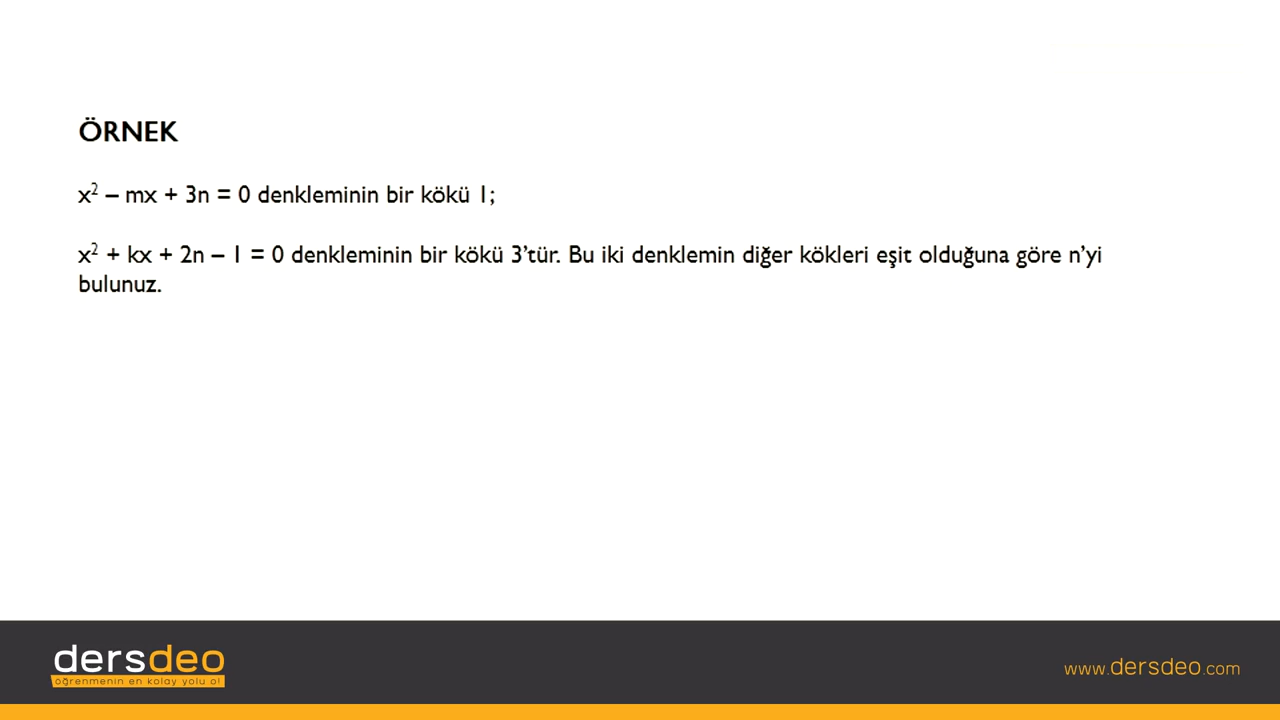 ÖRNEK
x² – mx + 3n = 0 denkleminin bir kökü 1;
x² + kx + 2n – 1 = 0 denkleminin bir kökü 3’tür. Bu iki denklemin diğer kökleri eşit olduğuna göre n’yi
bulunuz.
dersdeo
öğrenmenin en kolay yolu o!
www.dersdeo.com